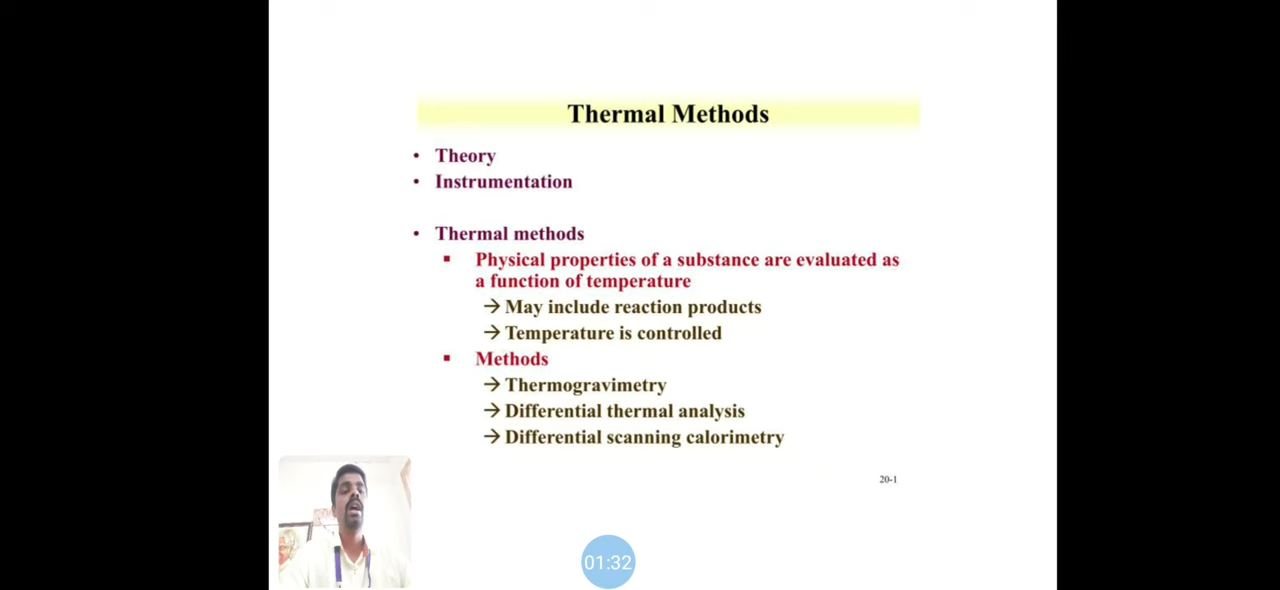 Thermal Methods
• Theory
• Instrumentation
• Thermal methods
▪ Physical properties of a substance are evaluated as
a function of temperature
→ May include reaction products
→ Temperature is controlled
▪ Methods
→ Thermogravimetry
→ Differential thermal analysis
→ Differential scanning calorimetry
20-1
01:32